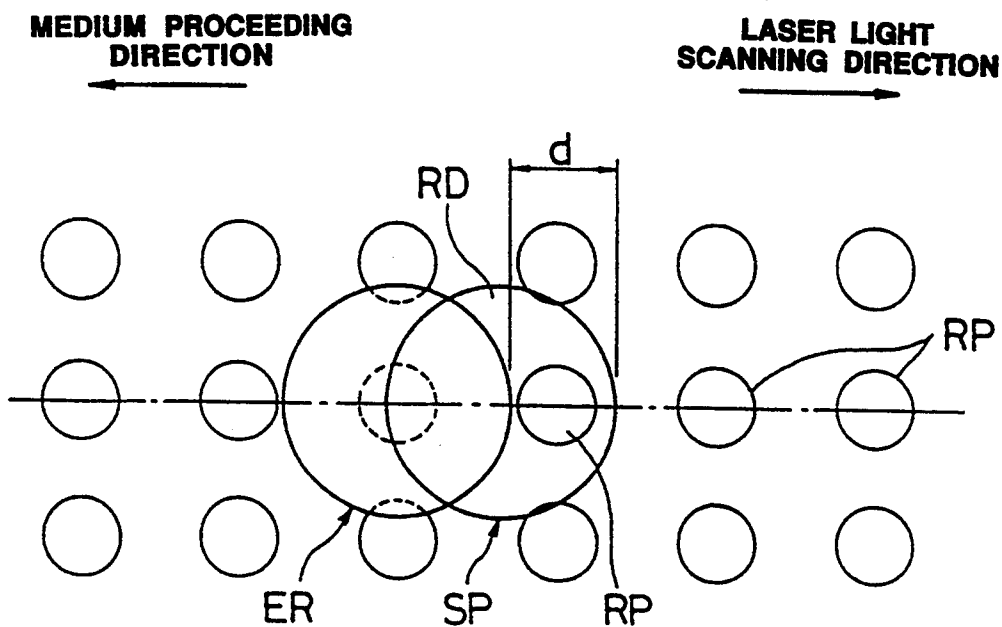 MEDIUM PROCEEDING
DIRECTION
LASER LIGHT
SCANNING DIRECTION
d
RD
RP
ER
SP
RP